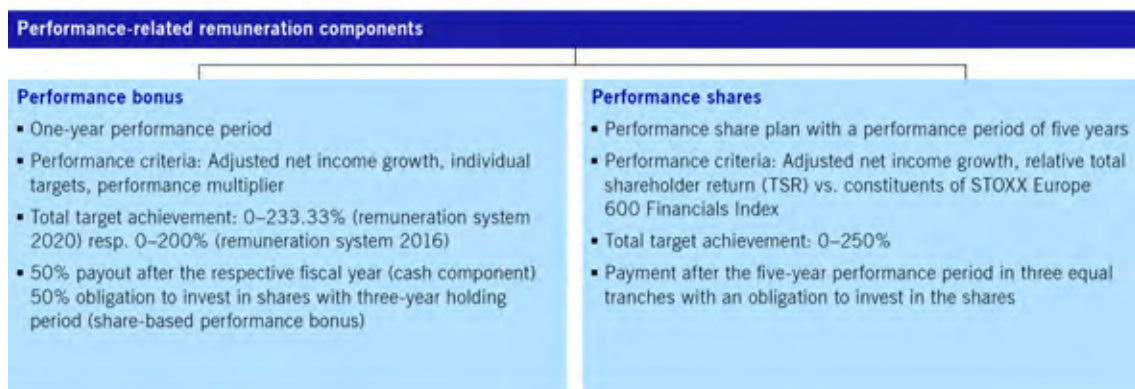 Performance-related remuneration components
Performance bonus
▪ One-year performance period
▪ Performance criteria: Adjusted net income growth, individual
targets, performance multiplier
▪ Total target achievement: 0–233.33% (remuneration system
2020) resp. 0–200% (remuneration system 2016)
▪ 50% payout after the respective fiscal year (cash component)
50% obligation to invest in shares with three-year holding
period (share-based performance bonus)
Performance shares
▪ Performance share plan with a performance period of five years
▪ Performance criteria: Adjusted net income growth, relative total
shareholder return (TSR) vs. constituents of STOXX Europe
600 Financials Index
▪ Total target achievement: 0–250%
▪ Payment after the five-year performance period in three equal
tranches with an obligation to invest in the shares